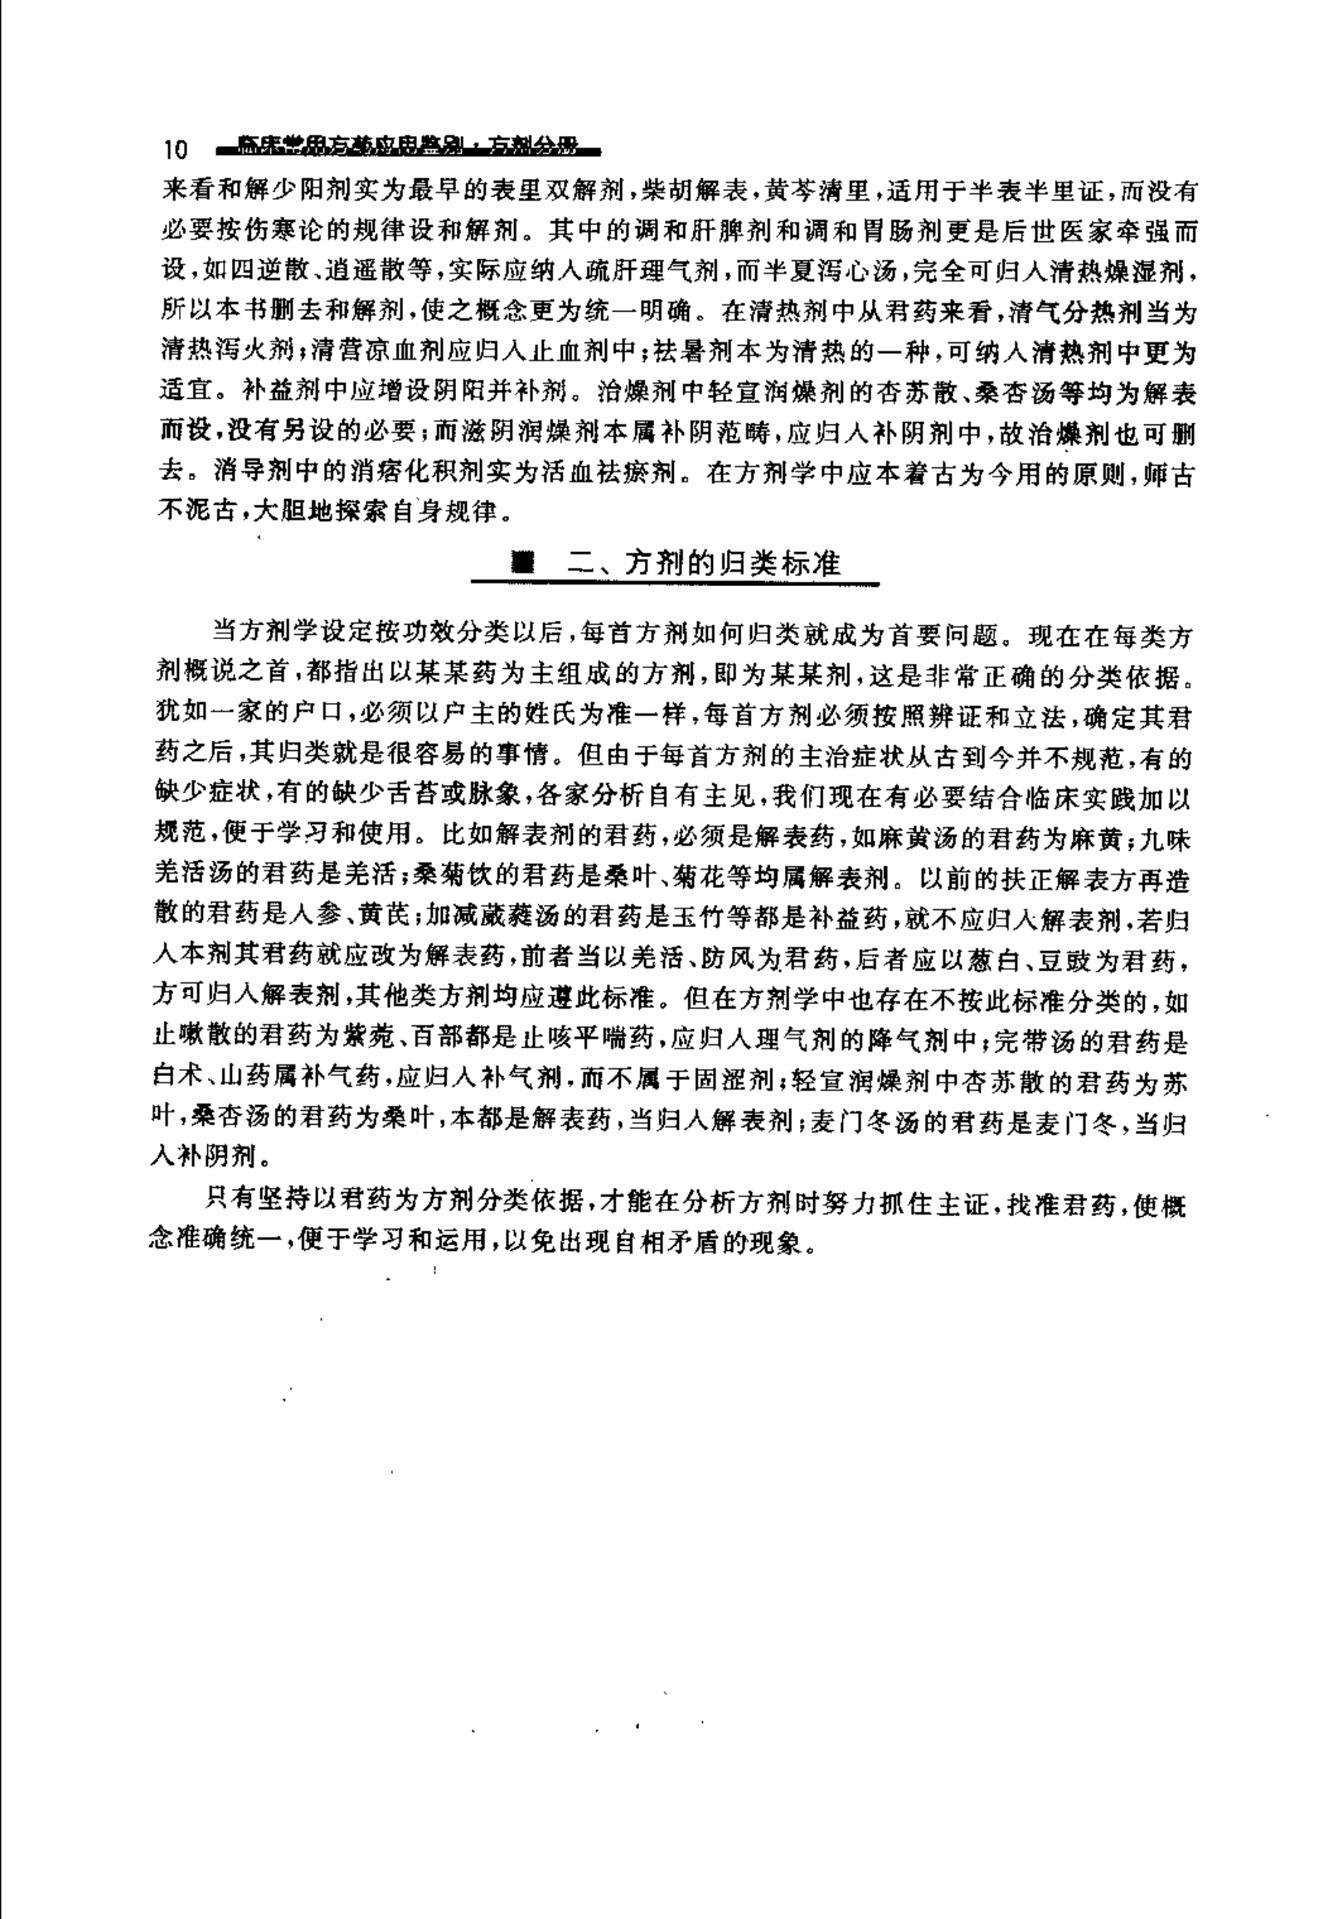 10 临床常用方药应用鉴别·方剂分册
来看和解少阳剂实为最早的表里双解剂,柴胡解表,黄芩清里,适用于半表半里证,而没有
必要按伤寒论的规律设和解剂。其中的调和肝脾剂和调和胃肠剂更是后世医家牵强而
设,如四逆散、逍遥散等,实际应纳入疏肝理气剂,而半夏泻心汤,完全可归入清热燥湿剂,
所以本书删去和解剂,使之概念更为统一明确。在清热剂中从君药来看,清气分热剂当为
清热泻火剂;清营凉血剂应归入止血剂中;祛暑剂本为清热的一种,可纳入清热剂中更为
适宜。补益剂中应增设阴阳并补剂。治燥剂中轻宣润燥剂的杏苏散、桑杏汤等均为解表
而设,没有另设的必要;而滋阴润燥剂本属补阴范畴,应归入补阴剂中,故治燥剂也可删
去。消导剂中的消痞化积剂实为活血祛瘀剂。在方剂学中应本着古为今用的原则,师古
不泥古,大胆地探索自身规律。
二、方剂的归类标准
当方剂学设定按功效分类以后,每首方剂如何归类就成为首要问题。现在在每类方
剂概说之首,都指出以某某药为主组成的方剂,即为某某剂,这是非常正确的分类依据。
犹如一家的户口,必须以户主的姓氏为准一样,每首方剂必须按照辨证和立法,确定其君
药之后,其归类就是很容易的事情。但由于每首方剂的主治症状从古到今并不规范,有的
缺少症状,有的缺少舌苔或脉象,各家分析自有主见,我们现在有必要结合临床实践加以
规范,便于学习和使用。比如解表剂的君药,必须是解表药,如麻黄汤的君药为麻黄;九味
羌活汤的君药是羌活;桑菊饮的君药是桑叶、菊花等均属解表剂。以前的扶正解表方再造
散的君药是人参、黄芪;加减葳蕤汤的君药是玉竹等都是补益药,就不应归入解表剂,若归
入本剂其君药就应改为解表药,前者当以羌活、防风为君药,后者应以葱白、豆豉为君药,
方可归入解表剂,其他类方剂均应遵此标准。但在方剂学中也存在不按此标准分类的,如
止嗽散的君药为紫菀、百部都是止咳平喘药,应归入理气剂的降气剂中;完带汤的君药是
白术、山药属补气药,应归入补气剂,而不属于固涩剂;轻宣润燥剂中杏苏散的君药为苏
叶,桑杏汤的君药为桑叶,本都是解表药,当归入解表剂;麦门冬汤的君药是麦门冬,当归
入补阴剂。
只有坚持以君药为方剂分类依据,才能在分析方剂时努力抓住主证,找准君药,使概
念准确统一,便于学习和运用,以免出现自相矛盾的现象。